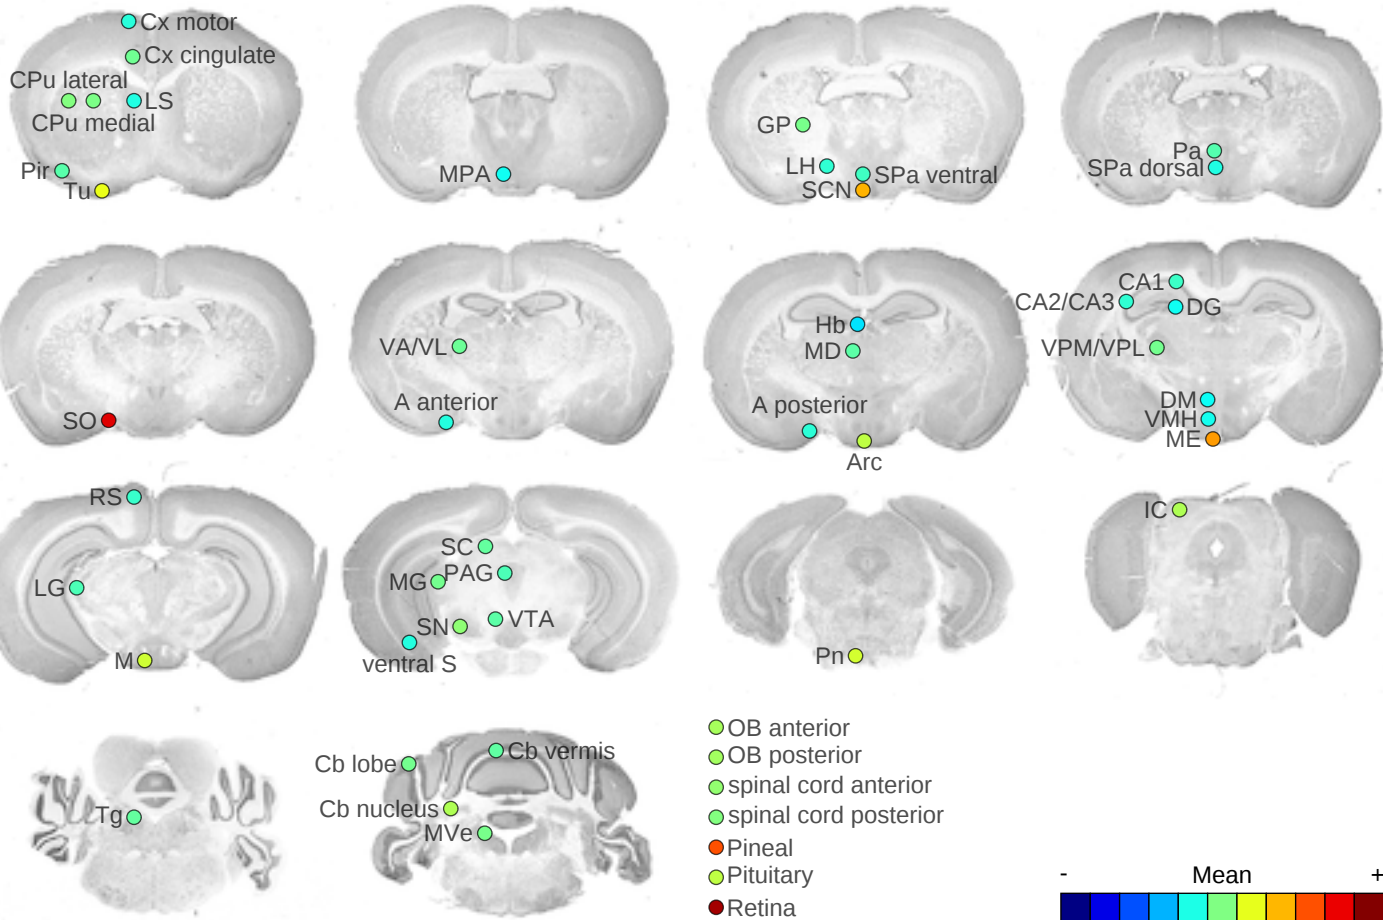 Cx motor
Cx cingulate
CPu lateral
LS
CPu medial
Pir
Tu
MPA
GP
LH
SPa ventral
SCN
Pa
SPa dorsal
SO
VA/VL
A anterior
Hb
MD
A posterior
Arc
CA1
CA2/CA3
DG
VPM/VPL
DM
VMH
ME
RS
LG
M
SC
MG
PAG
SN
VTA
ventral S
Pn
IC
Tg
Cb lobe
Cb vermis
Cb nucleus
MVe
OB anterior
OB posterior
spinal cord anterior
spinal cord posterior
Pineal
Pituitary
Retina
- Mean +